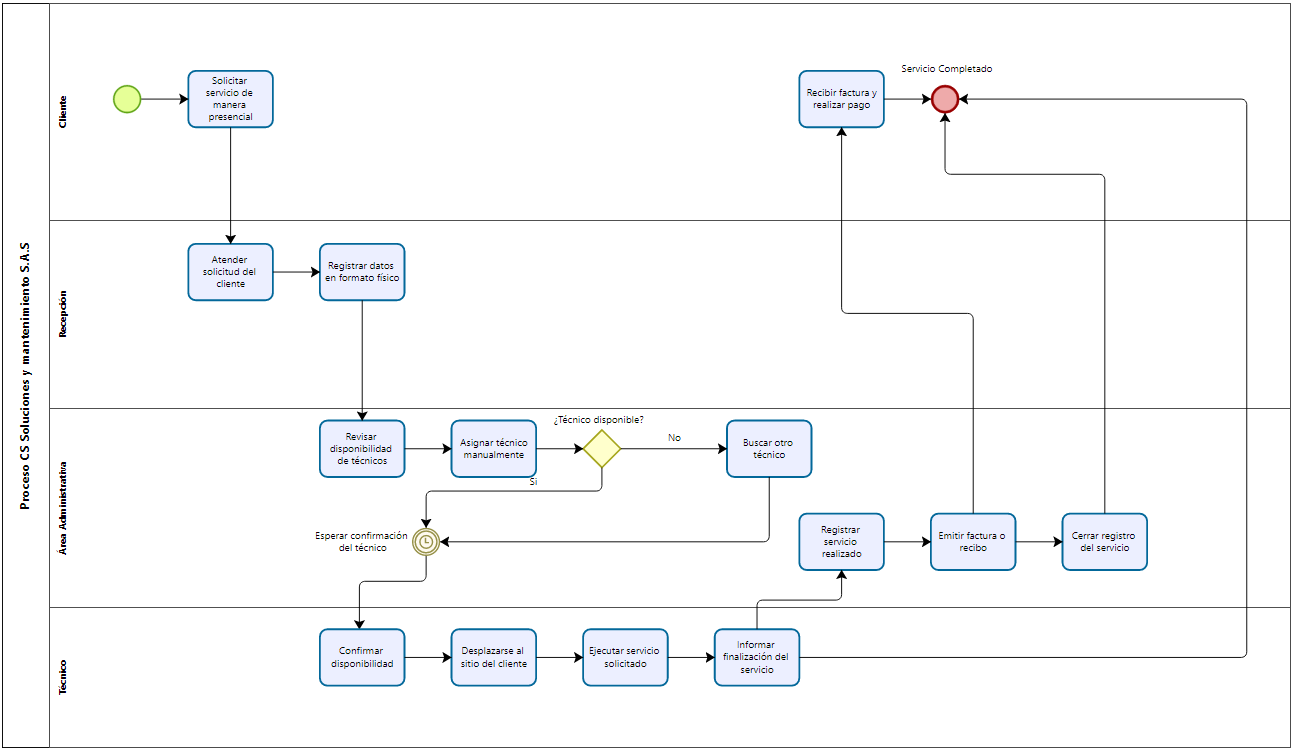 Proceso CS Soluciones y mantenimiento S.A.S
Cliente
Solicitar
servicio de
manera
presencial
Recibir factura y
realizar pago
Servicio Completado
Recepción
Atender
solicitud del
cliente
Registrar datos
en formato físico
Área Administrativa
Revisar
disponibilidad
de técnicos
Asignar técnico
manualmente
¿Técnico disponible?
No
Si
Buscar otro
técnico
Esperar confirmación
del técnico
Registrar
servicio
realizado
Emitir factura o
recibo
Cerrar registro
del servicio
Técnico
Confirmar
disponibilidad
Desplazarse al
sitio del cliente
Ejecutar servicio
solicitado
Informar
finalización del
servicio